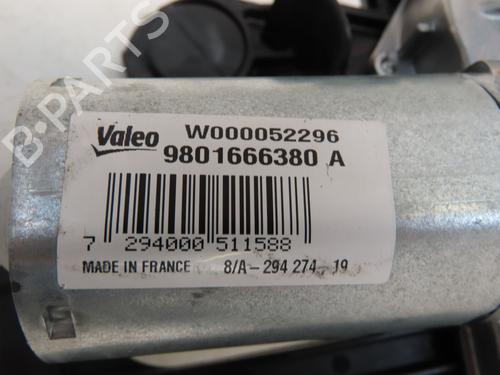 B-PARTS
Valeo
W000052296
9801666380 A
7 294000 511588
MADE IN FRANCE 8/A-294 274-19